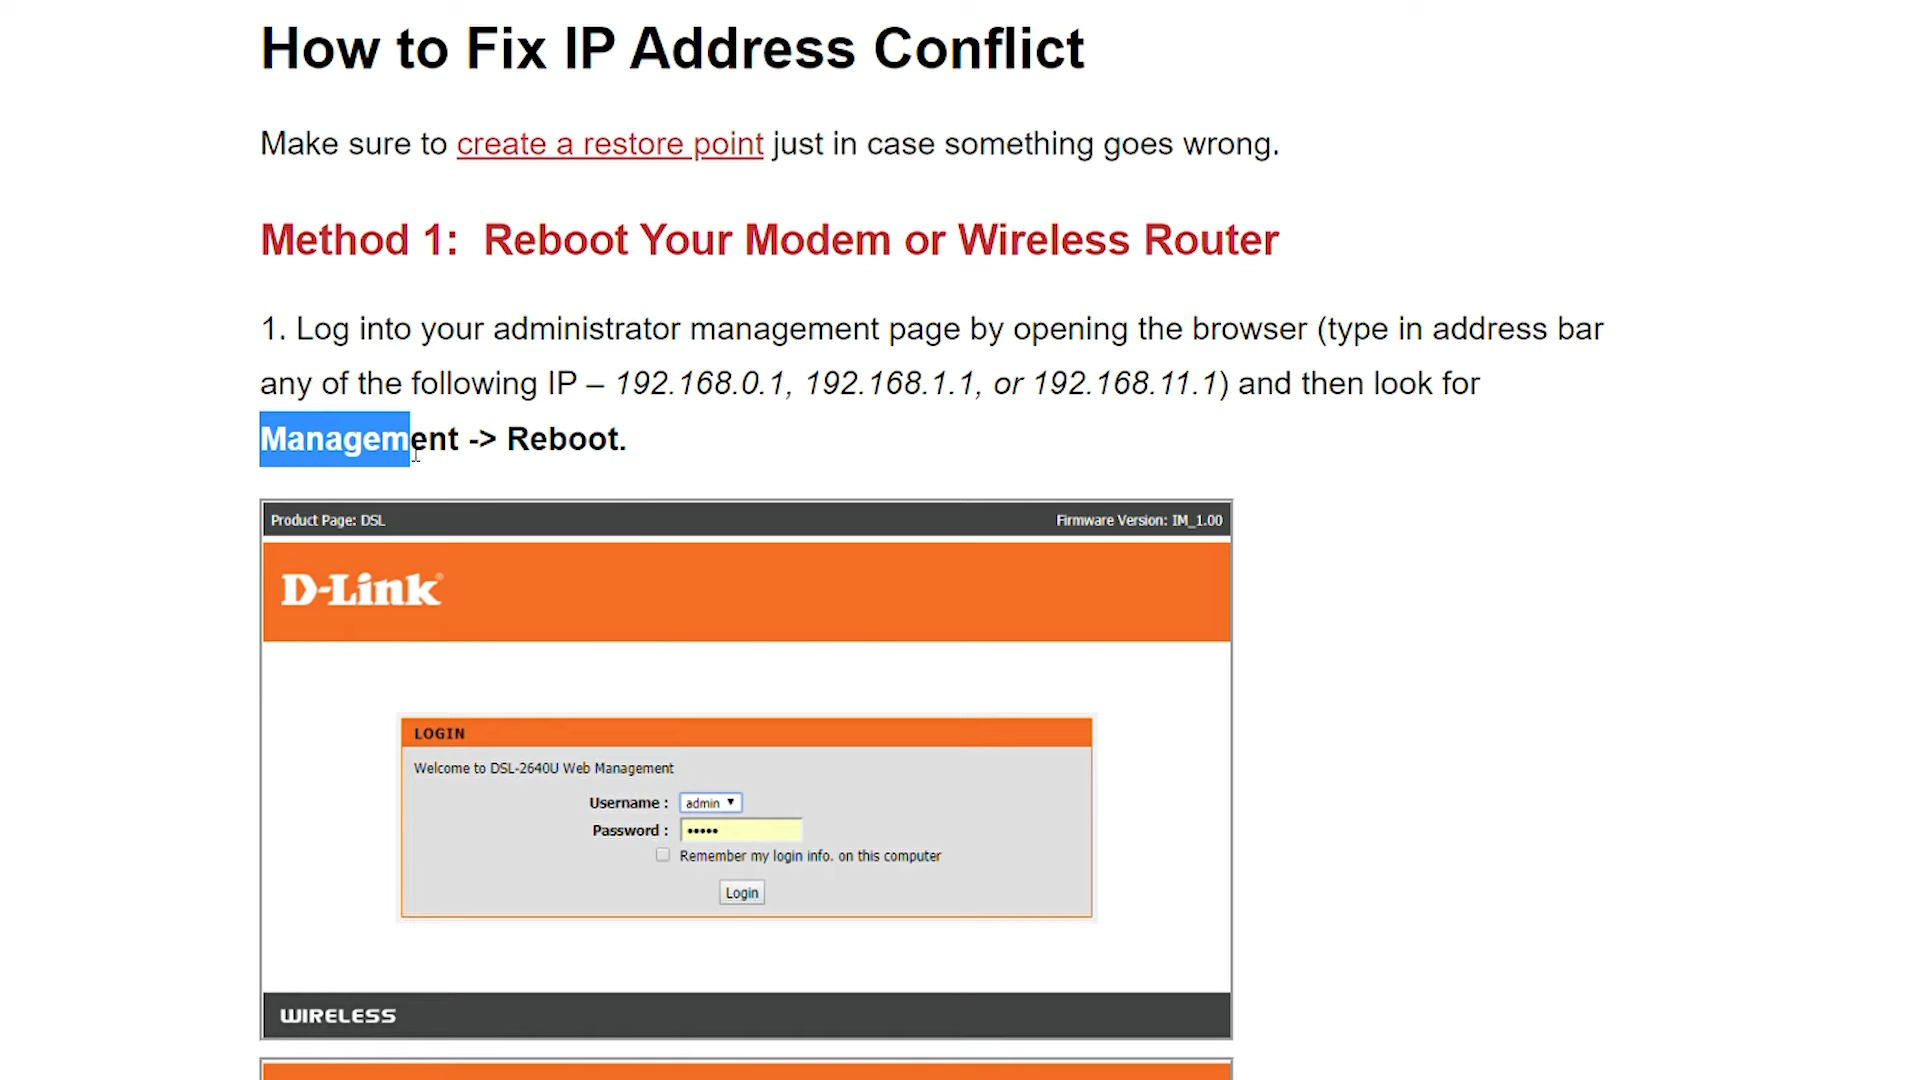 How to Fix IP Address Conflict
Make sure to create a restore point just in case something goes wrong.
Method 1:  Reboot Your Modem or Wireless Router
1. Log into your administrator management page by opening the browser (type in address bar
any of the following IP – 192.168.0.1, 192.168.1.1, or 192.168.11.1) and then look for
Management -> Reboot.
Product Page: DSL
Firmware Version: IM_1.00
D-Link
LOGIN
Welcome to DSL-2640U Web Management
Username : admin
Password : •••••
Remember my login info. on this computer
Login
WIRELESS